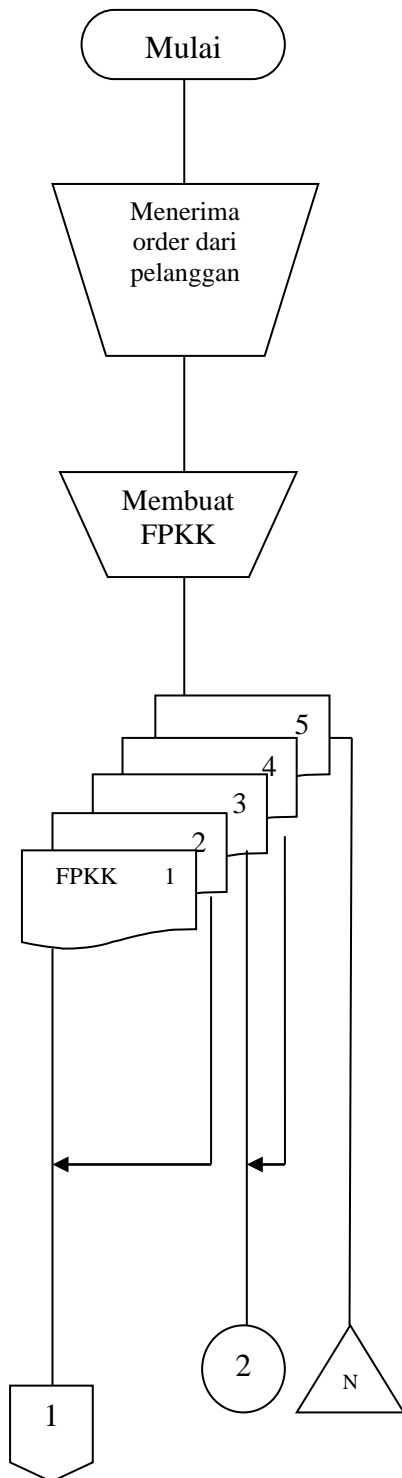 Mulai
Menerima
order dari
pelanggan
Membuat
FPKK
5
4
3
2
FPKK 1
2
N
1